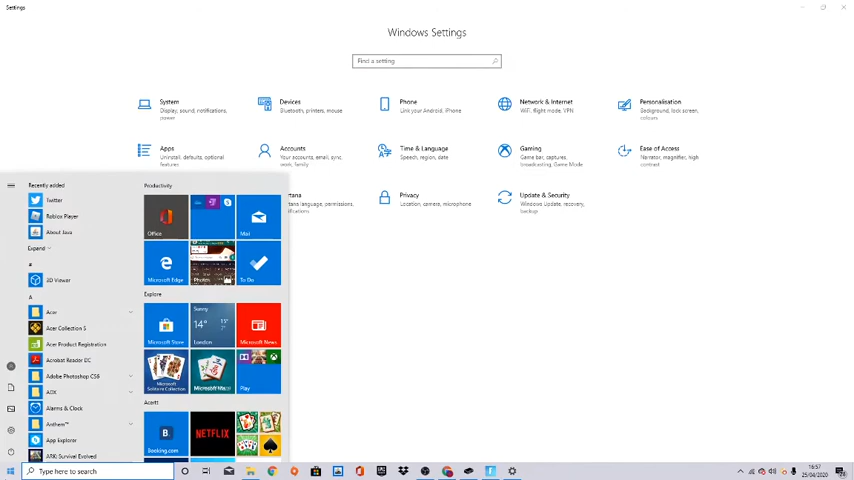 Settings
Windows Settings
Find a setting
System
Display, sound, notifications,
power
Devices
Bluetooth, printers, mouse
Phone
Link your Android, iPhone
Network & Internet
WiFi, flight mode, VPN
Personalisation
Background, lock screen,
colours
Apps
Uninstall, defaults, optional
features
Accounts
Your accounts, email, sync,
work, family
Time & Language
Speech, region, date
Gaming
Game bar, captures,
broadcasting, Game Mode
Ease of Access
Narrator, magnifier, high
contrast
rtana
rtana language, permissions,
otifications
Privacy
Location, camera, microphone
Update & Security
Windows Update, recovery,
backup
Recently added
Twitter
Roblox Player
About Java
Expand
#
3D Viewer
A
Acer
Acer Collection S
Acer Product Registration
Acrobat Reader DC
Adobe Photoshop CS6
AOX
Alarms & Clock
Anthem™
App Explorer
ARK: Survival Evolved
Productivity
Office
Mail
Microsoft Edge
Photos
To Do
Explore
Microsoft Store
Sunny
14°
15°
7°
London
Microsoft News
Microsoft
Solitaire Collection
Microsoft
Play
Booking.com
NETFLIX
Type here to search
16:57
25/04/2020